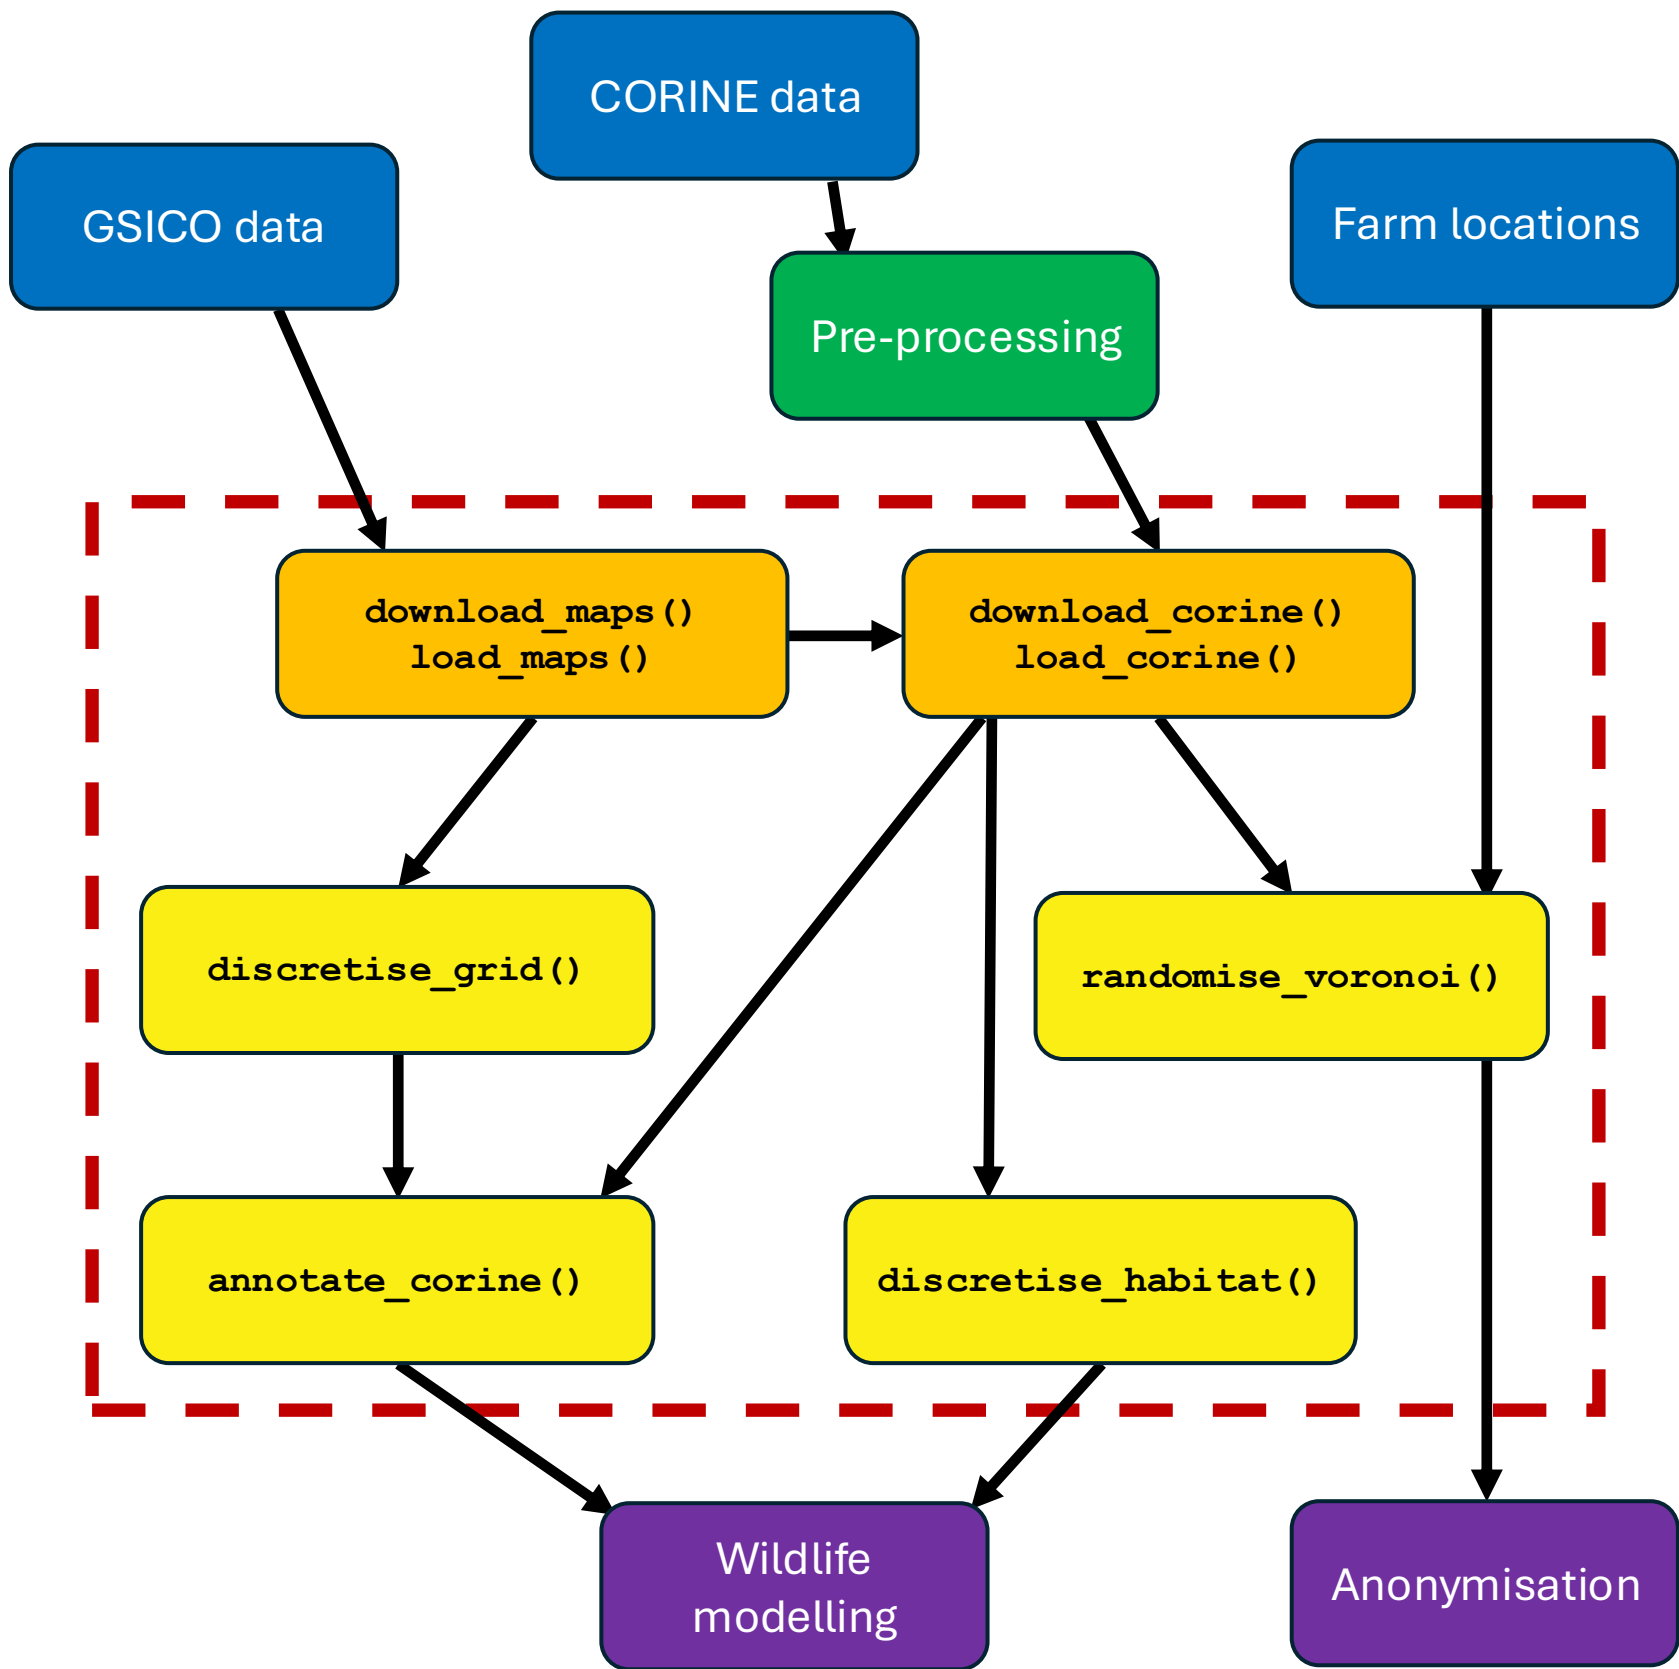 CORINE data
GSICO data
Farm locations
Pre-processing
download_maps()
load_maps()
download_corine()
load_corine()
discretise_grid()
randomise_voronoi()
annotate_corine()
discretise_habitat()
Wildlife
modelling
Anonymisation